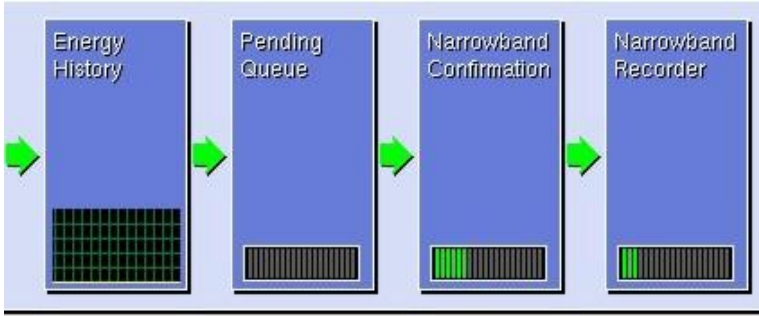 Energy
History
Pending
Queue
Narrowband
Confirmation
Narrowband
Recorder